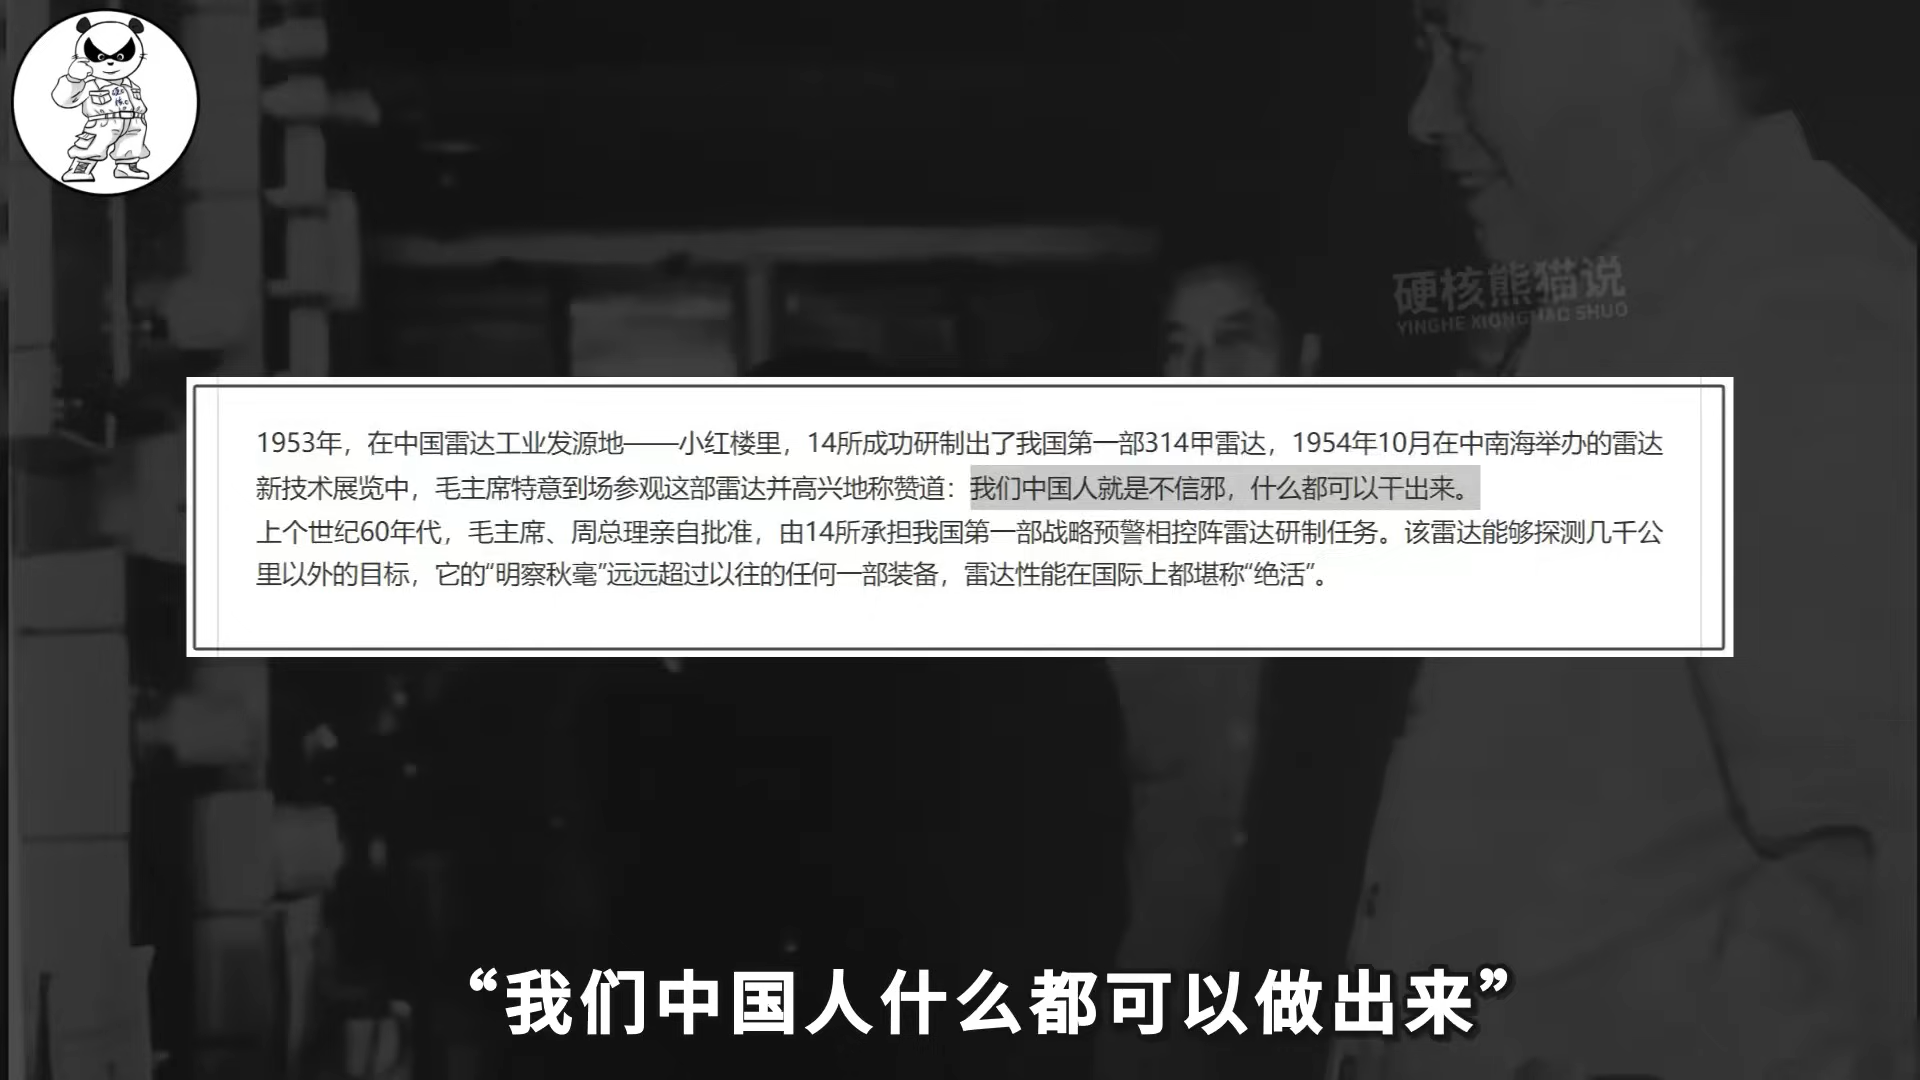 硬核熊猫说
YINGHE XIONGMAO SHUO
1953年，在中国雷达工业发源地——小红楼里，14所成功研制出了我国第一部314甲雷达，1954年10月在中南海举办的雷达
新技术展览中，毛主席特意到场参观这部雷达并高兴地称赞道：我们中国人就是不信邪，什么都可以干出来。
上个世纪60年代，毛主席、周总理亲自批准，由14所承担我国第一部战略预警相控阵雷达研制任务。该雷达能够探测几千公
里以外的目标，它的“明察秋毫”远远超过以往的任何一部装备，雷达性能在国际上都堪称“绝活”。
“我们中国人什么都可以做出来”